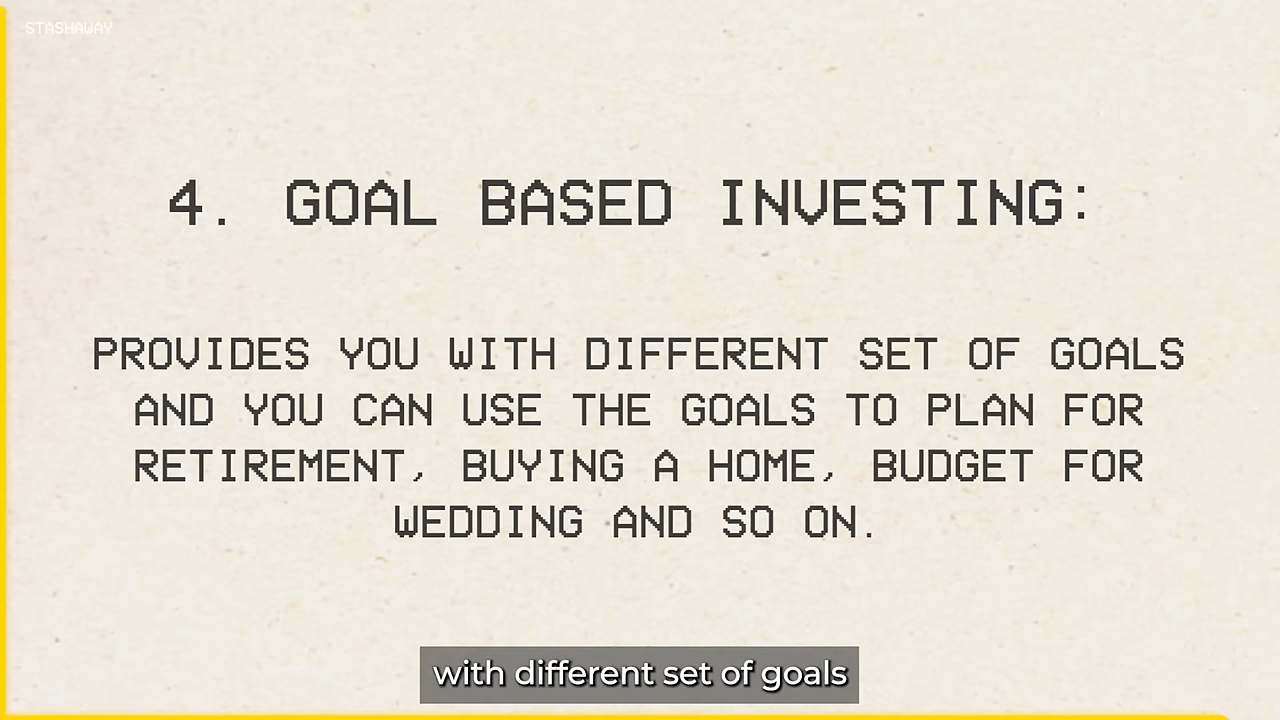 STASHAWAY
4. GOAL BASED INVESTING:
PROVIDES YOU WITH DIFFERENT SET OF GOALS
AND YOU CAN USE THE GOALS TO PLAN FOR
RETIREMENT, BUYING A HOME, BUDGET FOR
WEDDING AND SO ON.
with different set of goals